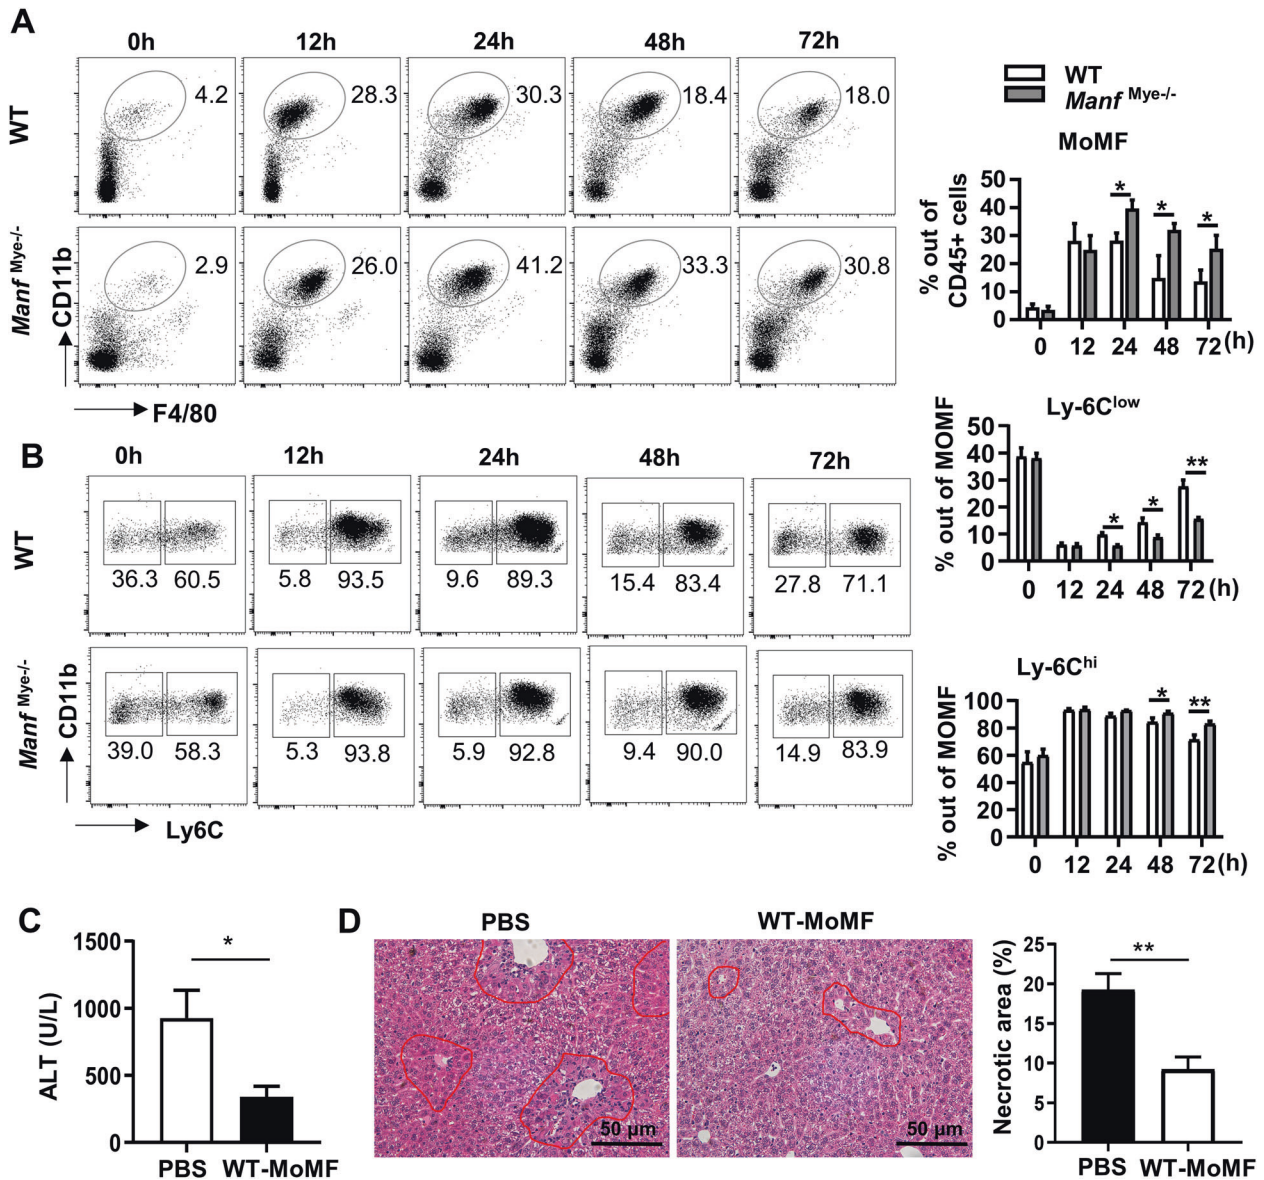 A
0h 12h 24h 48h 72h
WT
4.2 28.3 30.3 18.4 18.0
Manf Mye-/-
2.9 26.0 41.2 33.3 30.8
CD11b
F4/80
WT
Manf Mye-/-
MoMF
% out of
CD45+ cells
50
40
30
20
10
0
0 12 24 48 72 (h)
* * *
Ly-6Clow
% out of MOMF
50
40
30
20
10
0
0 12 24 48 72 (h)
* * **
B
0h 12h 24h 48h 72h
WT
36.3 60.5 5.8 93.5 9.6 89.3 15.4 83.4 27.8 71.1
Manf Mye-/-
39.0 58.3 5.3 93.8 5.9 92.8 9.4 90.0 14.9 83.9
CD11b
Ly6C
Ly-6Chi
% out of MOMF
100
80
60
40
20
0
0 12 24 48 72 (h)
* **
C
ALT (U/L)
1500
1000
500
0
*
PBS WT-MoMF
D
PBS WT-MoMF
50 μm 50 μm
Necrotic area (%)
25
20
15
10
5
0
**
PBS WT-MoMF